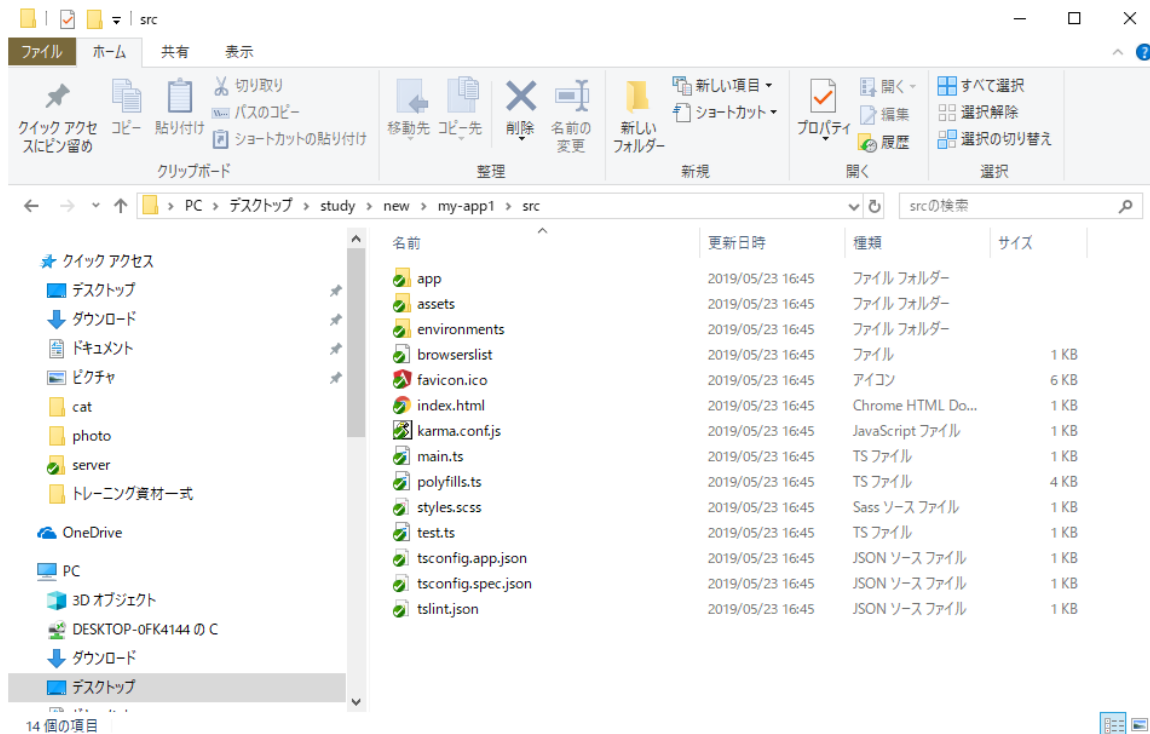 src
ファイル ホーム 共有 表示
クイック アクセスにピン留め
コピー
貼り付け
切り取り
パスのコピー
ショートカットの貼り付け
クリップボード
移動先
コピー先
削除
名前の変更
整理
新しいフォルダー
新しい項目
ショートカット
新規
プロパティ
開く
編集
履歴
開く
すべて選択
選択解除
選択の切り替え
選択
PC > デスクトップ > study > new > my-app1 > src
srcの検索
クイック アクセス
デスクトップ
ダウンロード
ドキュメント
ピクチャ
cat
photo
server
トレーニング資材一式
OneDrive
PC
3D オブジェクト
DESKTOP-0FK4144 の C
ダウンロード
デスクトップ
名前 更新日時 種類 サイズ
app 2019/05/23 16:45 ファイル フォルダー
assets 2019/05/23 16:45 ファイル フォルダー
environments 2019/05/23 16:45 ファイル フォルダー
browserslist 2019/05/23 16:45 ファイル 1 KB
favicon.ico 2019/05/23 16:45 アイコン 6 KB
index.html 2019/05/23 16:45 Chrome HTML Do... 1 KB
karma.conf.js 2019/05/23 16:45 JavaScript ファイル 1 KB
main.ts 2019/05/23 16:45 TS ファイル 1 KB
polyfills.ts 2019/05/23 16:45 TS ファイル 4 KB
styles.scss 2019/05/23 16:45 Sass ソース ファイル 1 KB
test.ts 2019/05/23 16:45 TS ファイル 1 KB
tsconfig.app.json 2019/05/23 16:45 JSON ソース ファイル 1 KB
tsconfig.spec.json 2019/05/23 16:45 JSON ソース ファイル 1 KB
tslint.json 2019/05/23 16:45 JSON ソース ファイル 1 KB
14 個の項目